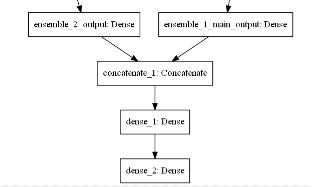 ensemble_2_output: Dense
ensemble_1_main_output: Dense
concatenate_1: Concatenate
dense_1: Dense
dense_2: Dense